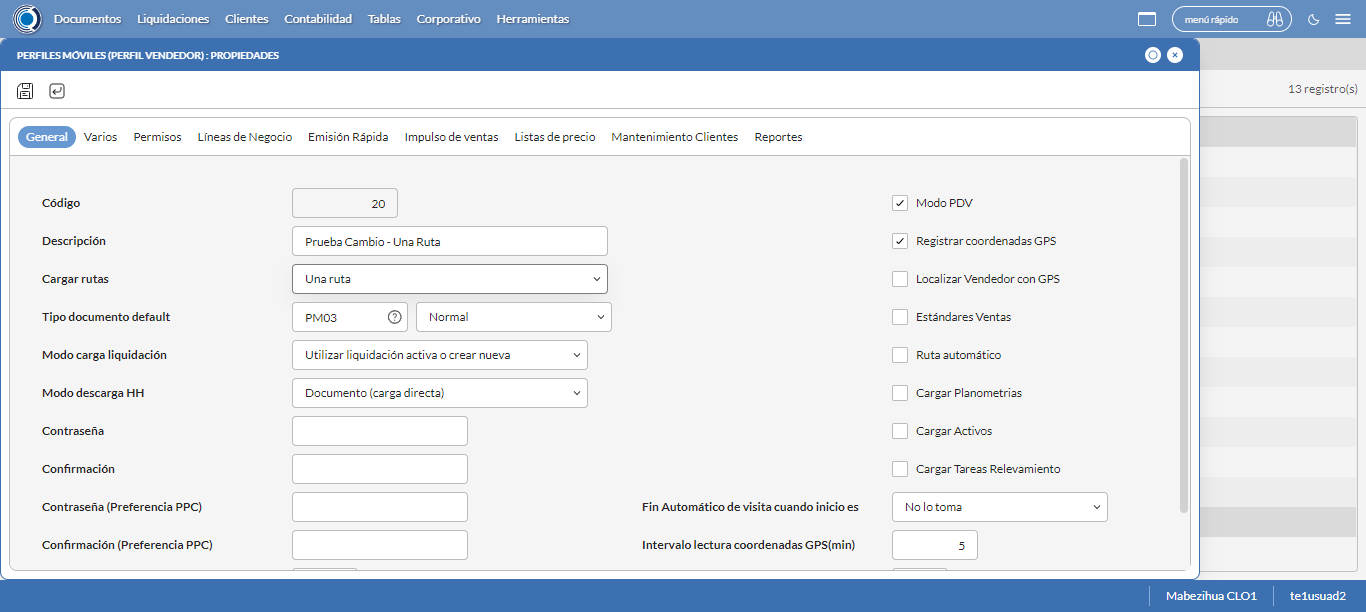 Documentos Liquidaciones Clientes Contabilidad Tablas Corporativo Herramientas menú rápido
PERFILES MÓVILES (PERFIL VENDEDOR) : PROPIEDADES
13 registro(s)
General Varios Permisos Líneas de Negocio Emisión Rápida Impulso de ventas Listas de precio Mantenimiento Clientes Reportes
Código 20 Modo PDV
Descripción Prueba Cambio - Una Ruta Registrar coordenadas GPS
Cargar rutas Una ruta Localizar Vendedor con GPS
Tipo documento default PM03 Normal Estándares Ventas
Modo carga liquidación Utilizar liquidación activa o crear nueva Ruta automático
Modo descarga HH Documento (carga directa) Cargar Planometrias
Contraseña Cargar Activos
Confirmación Cargar Tareas Relevamiento
Contraseña (Preferencia PPC) Fin Automático de visita cuando inicio es No lo toma
Confirmación (Preferencia PPC) Intervalo lectura coordenadas GPS(min) 5
Mabezihua CLO1 te1usuad2